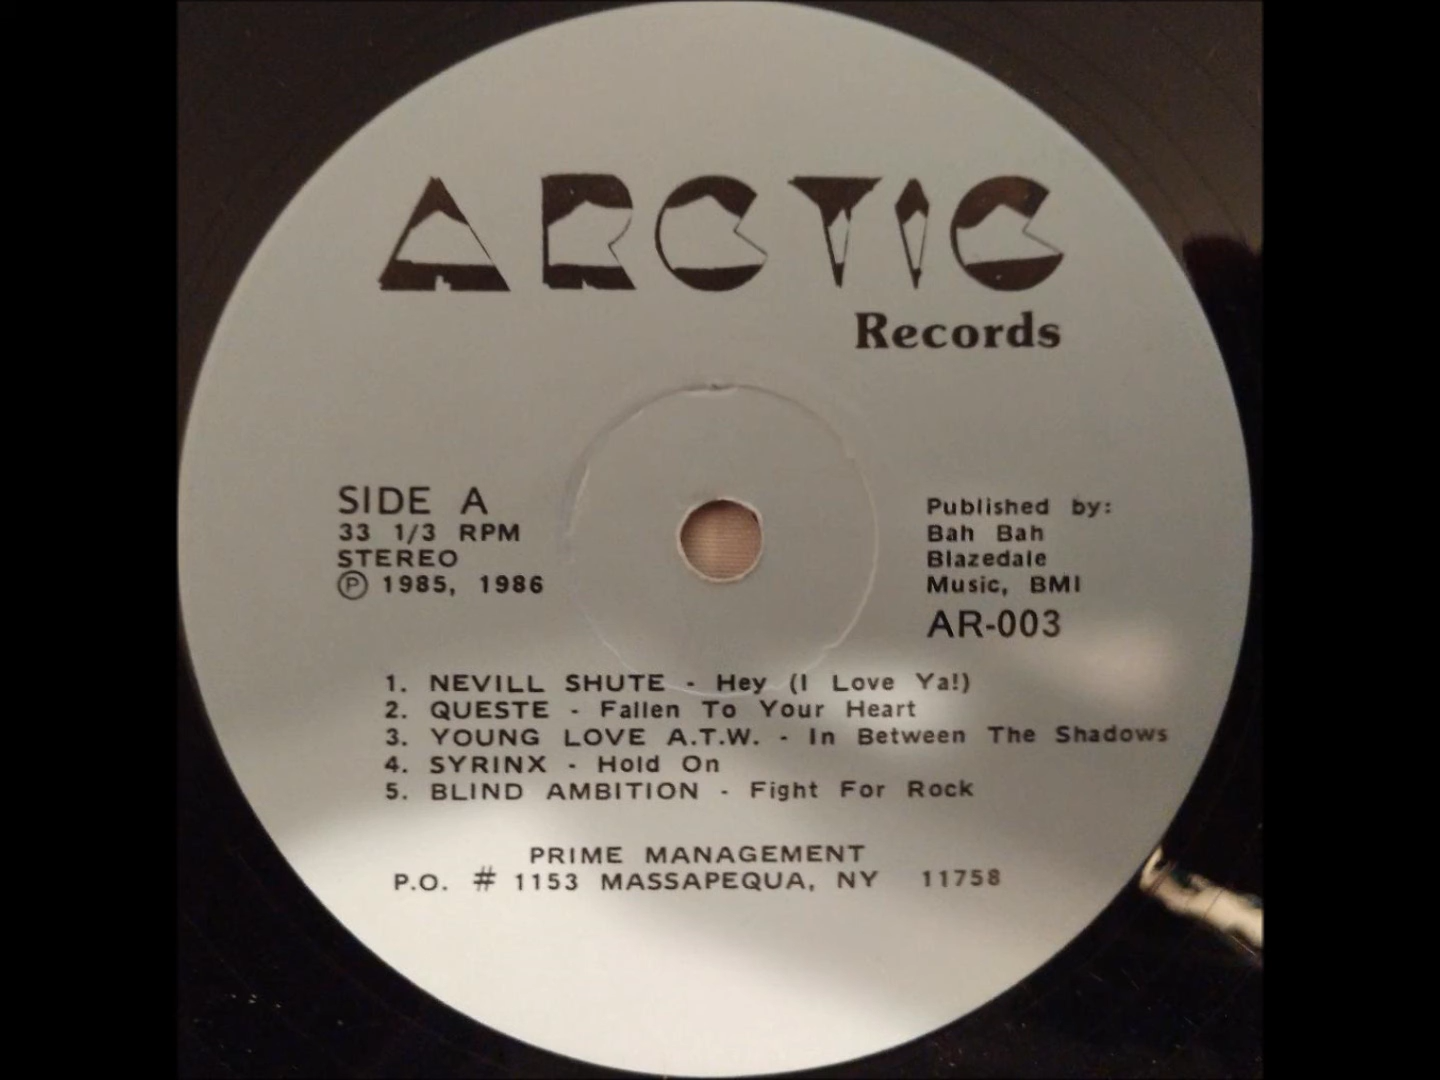 ARCTIC
Records
SIDE A
33 1/3 RPM
STEREO
Ⓟ 1985, 1986
Published by:
Bah Bah
Blazedale
Music, BMI
AR-003
1. NEVILL SHUTE - Hey (I Love Ya!)
2. QUESTE - Fallen To Your Heart
3. YOUNG LOVE A.T.W. - In Between The Shadows
4. SYRINX - Hold On
5. BLIND AMBITION - Fight For Rock
PRIME MANAGEMENT
P.O. # 1153 MASSAPEQUA, NY 11758